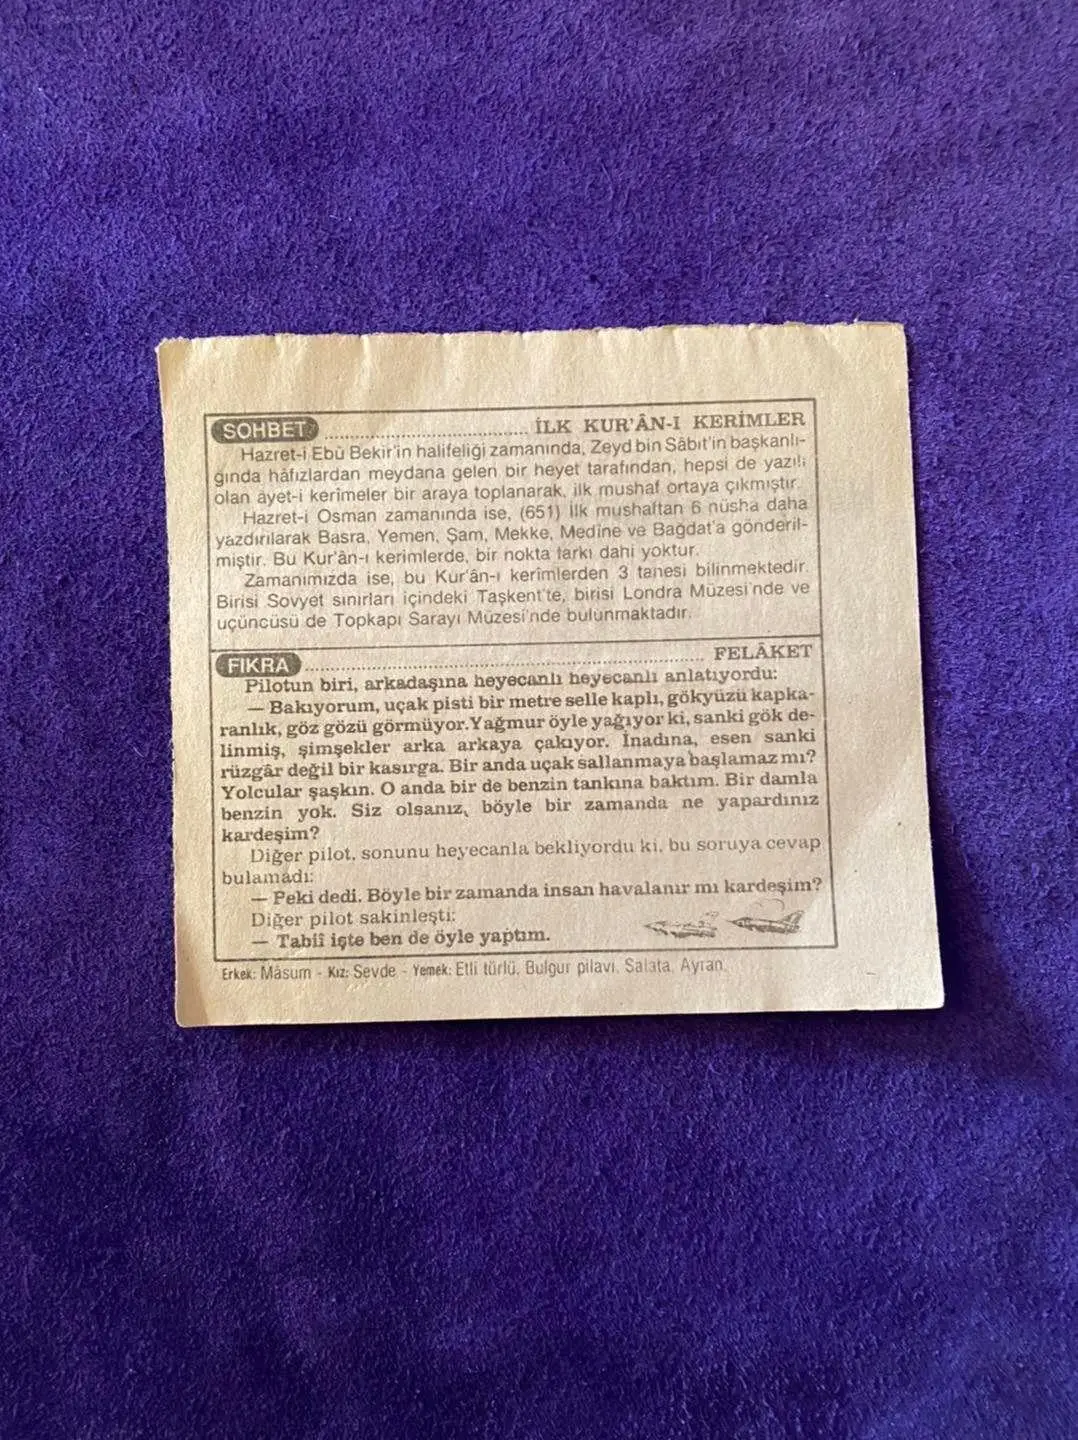 SOHBET ........................ İLK KUR'ÂN-I KERİMLER
Hazret-i Ebû Bekir'in halifeliği zamanında, Zeyd bin Sâbıt'in başkanlı-
ğında hâfızlardan meydana gelen bir heyet tarafından, hepsi de yazılı
olan âyet-i kerîmeler bir araya toplanarak, ilk mushaf ortaya çıkmıştır.
Hazret-i Osman zamanında ise, (651) ilk mushaftan 6 nüsha daha
yazdırılarak Basra, Yemen, Şam, Mekke, Medine ve Bağdat'a gönderil-
miştir. Bu Kur'ân-ı kerimlerde, bir nokta farkı dahi yoktur.
Zamanımızda ise, bu Kur'ân-ı kerîmlerden 3 tanesi bilinmektedir.
Birisi Sovyet sınırları içindeki Taşkent'te, birisi Londra Müzesi'nde ve
üçüncüsü de Topkapı Sarayı Müzesi'nde bulunmaktadır.
FIKRA ................................................ FELÂKET
Pilotun biri, arkadaşına heyecanlı heyecanlı anlatıyordu:
— Bakıyorum, uçak pisti bir metre selle kaplı, gökyüzü kapka-
ranlık, göz gözü görmüyor.Yağmur öyle yağıyor ki, sanki gök de-
linmiş, şimşekler arka arkaya çakıyor. İnadına, esen sanki
rüzgâr değil bir kasırga. Bir anda uçak sallanmaya başlamaz mı?
Yolcular şaşkın. O anda bir de benzin tankına baktım. Bir damla
benzin yok. Siz olsanız, böyle bir zamanda ne yapardınız
kardeşim?
Diğer pilot, sonunu heyecanla bekliyordu ki, bu soruya cevap
bulamadı:
— Peki dedi. Böyle bir zamanda insan havalanır mı kardeşim?
Diğer pilot sakinleşti:
— Tabiî işte ben de öyle yaptım.
Erkek: Mâsum - Kız: Sevde - Yemek: Etli türlü, Bulgur pilavı, Salata, Ayran.